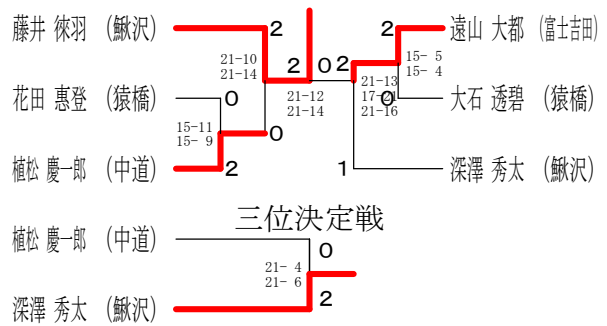 藤井 徠羽 (鰍沢) 2 2 遠山 大都 (富士吉田)
21-10 2 0 2 15- 5
21-14 15- 4
花田 惠登 (猿橋) 0 21-12 21-13 0 大石 透碧 (猿橋)
21-14 17-21
15-11 0 21-16
15- 9
植松 慶一郎 (中道) 2 1 深澤 秀太 (鰍沢)
三位決定戦
植松 慶一郎 (中道) 0
21- 4
21- 6
深澤 秀太 (鰍沢) 2